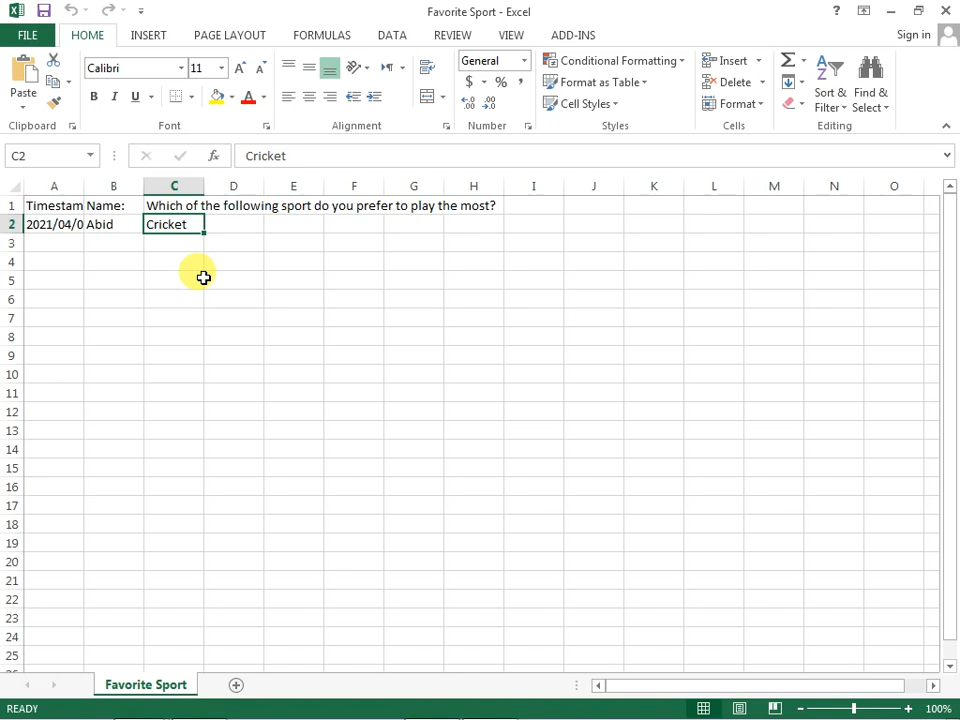 Favorite Sport - Excel
?
FILE HOME INSERT PAGE LAYOUT FORMULAS DATA REVIEW VIEW ADD-INS Sign in
Paste
Calibri 11 A A
B I U A
General
$ % ,
.0 .00
Conditional Formatting
Format as Table
Cell Styles
Insert
Delete
Format
Sort & Filter
Find & Select
Clipboard Font Alignment Number Styles Cells Editing
C2 fx Cricket
A B C D E F G H I J K L M N O
1 Timestam Name: Which of the following sport do you prefer to play the most?
2 2021/04/0 Abid Cricket
3
4
5
6
7
8
9
10
11
12
13
14
15
16
17
18
19
20
21
22
23
24
25
Favorite Sport
READY 100%